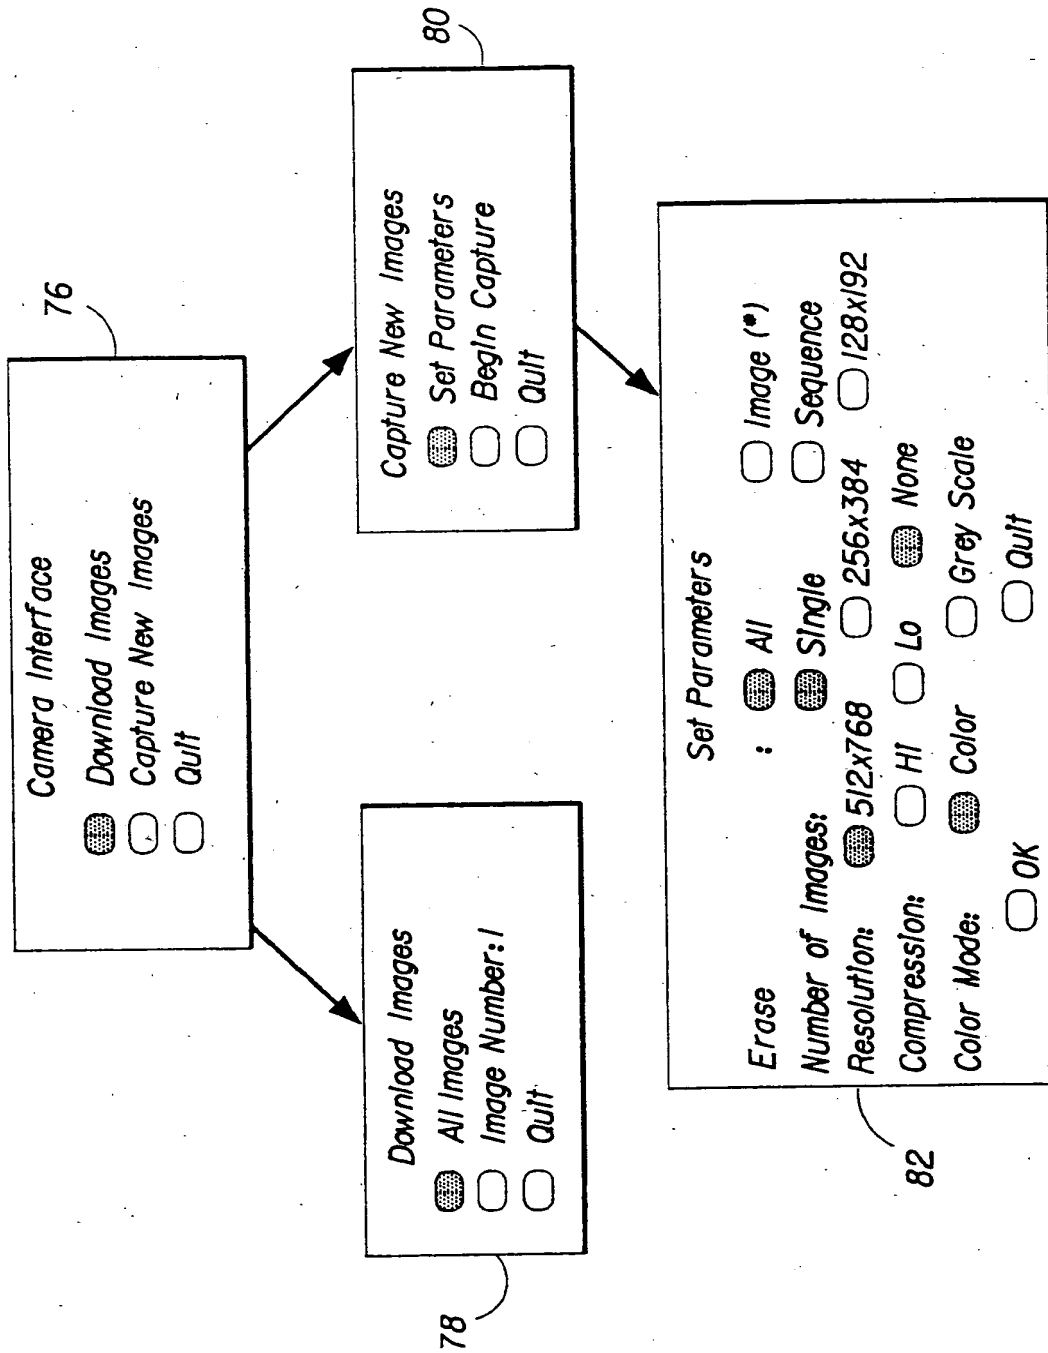 76
Camera Interface
Download Images
Capture New Images
Quit
78
Download Images
All Images
Image Number:1
Quit
80
Capture New Images
Set Parameters
Begin Capture
Quit
82
Set Parameters
Erase : All Image (*)
Number of Images: Single Sequence
Resolution: 512x768 256x384 128x192
Compression: Hi Lo None
Color Mode: Color Grey Scale
OK Quit